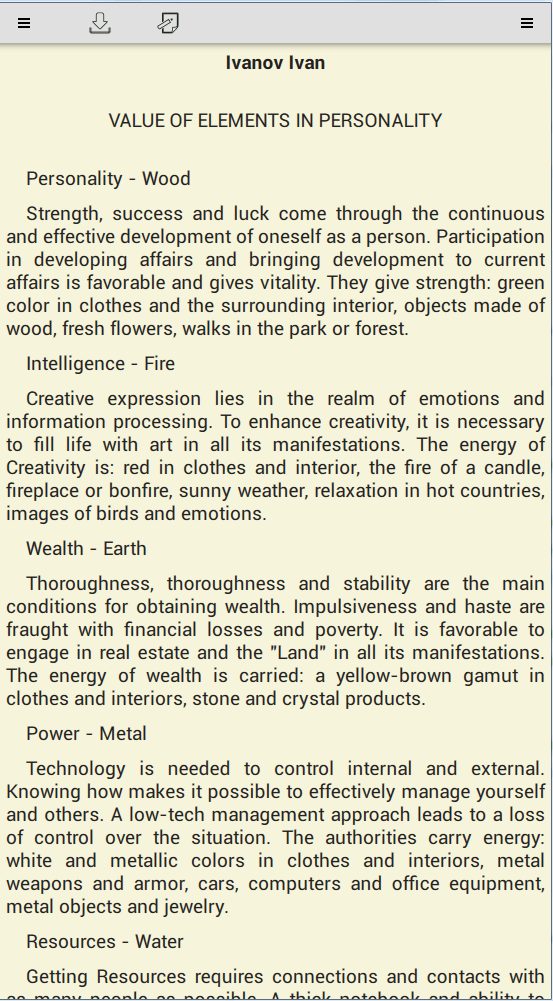 Ivanov Ivan
VALUE OF ELEMENTS IN PERSONALITY
Personality - Wood
Strength, success and luck come through the continuous
and effective development of oneself as a person. Participation
in developing affairs and bringing development to current
affairs is favorable and gives vitality. They give strength: green
color in clothes and the surrounding interior, objects made of
wood, fresh flowers, walks in the park or forest.
Intelligence - Fire
Creative expression lies in the realm of emotions and
information processing. To enhance creativity, it is necessary
to fill life with art in all its manifestations. The energy of
Creativity is: red in clothes and interior, the fire of a candle,
fireplace or bonfire, sunny weather, relaxation in hot countries,
images of birds and emotions.
Wealth - Earth
Thoroughness, thoroughness and stability are the main
conditions for obtaining wealth. Impulsiveness and haste are
fraught with financial losses and poverty. It is favorable to
engage in real estate and the "Land" in all its manifestations.
The energy of wealth is carried: a yellow-brown gamut in
clothes and interiors, stone and crystal products.
Power - Metal
Technology is needed to control internal and external.
Knowing how makes it possible to effectively manage yourself
and others. A low-tech management approach leads to a loss
of control over the situation. The authorities carry energy:
white and metallic colors in clothes and interiors, metal
weapons and armor, cars, computers and office equipment,
metal objects and jewelry.
Resources - Water
Getting Resources requires connections and contacts with
as many people as possible. A thick notebook and ability to